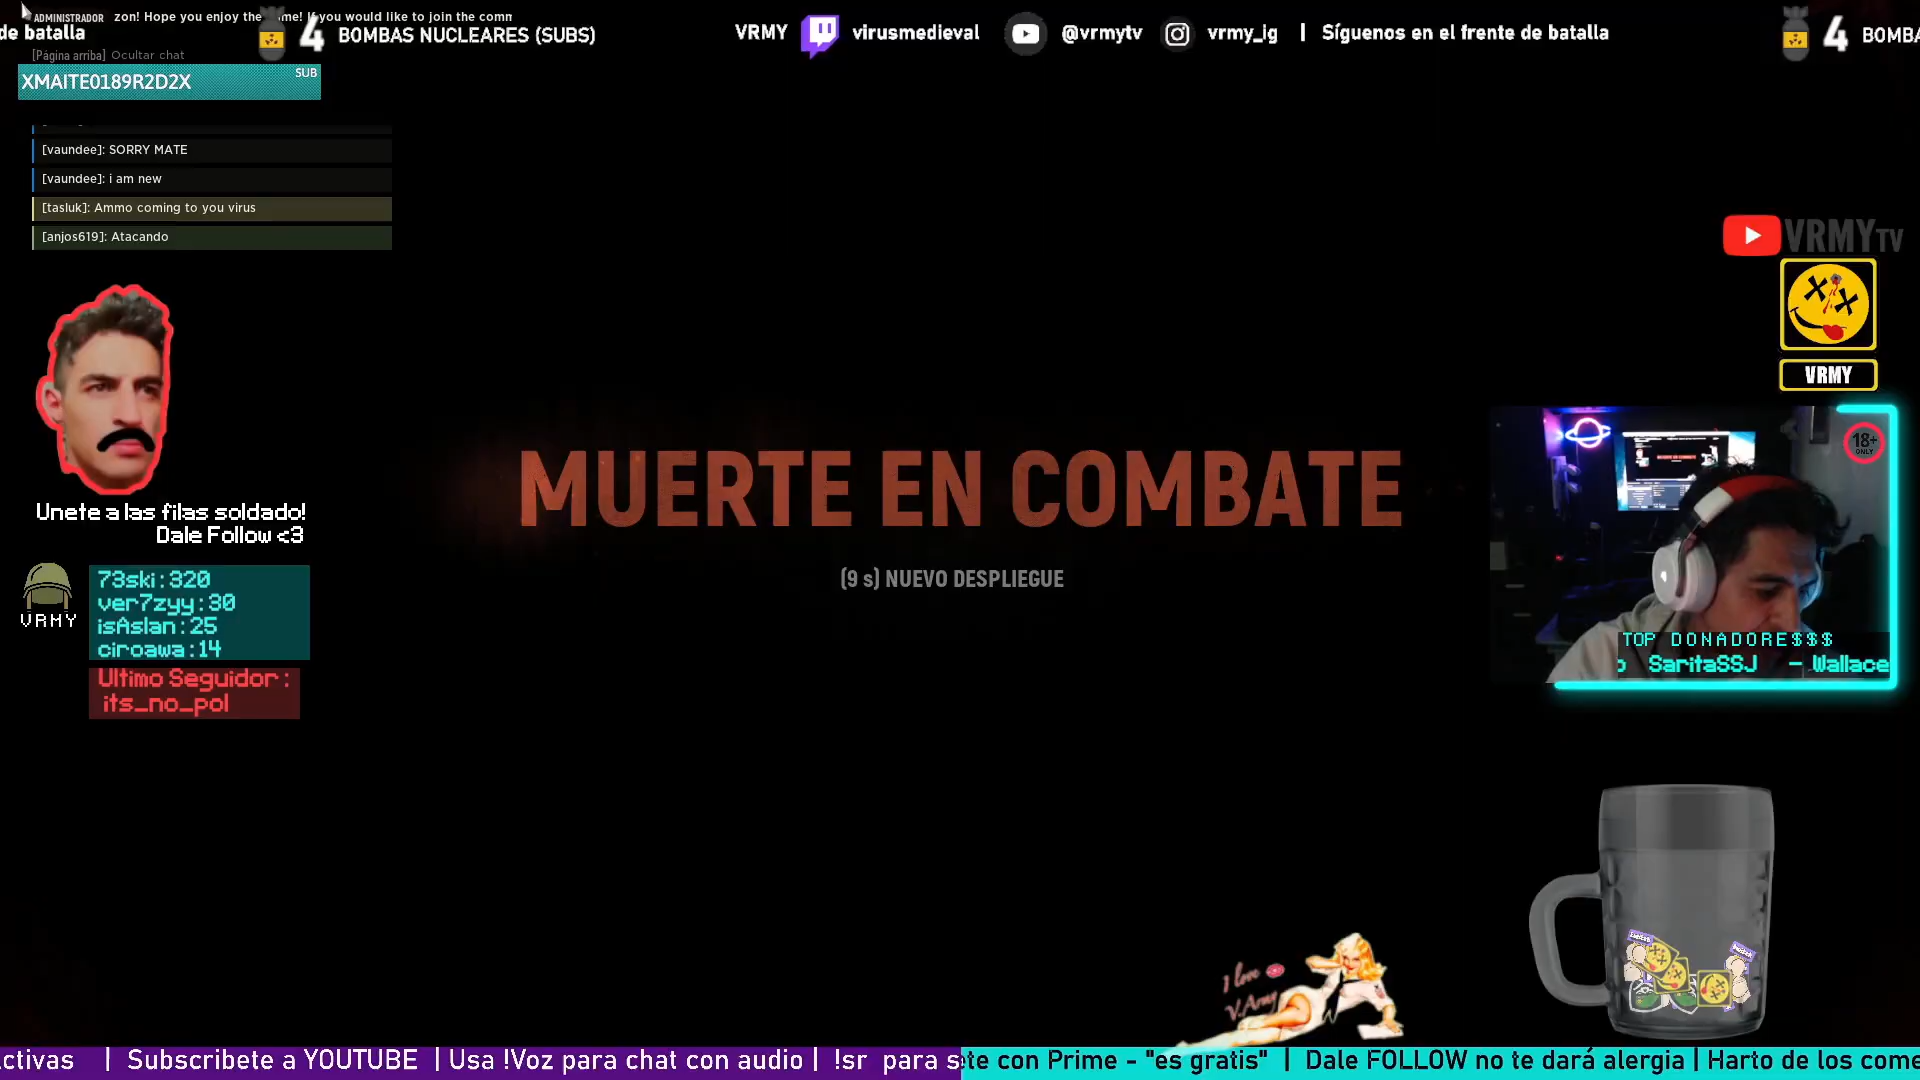 ADMINISTRADOR zon! Hope you enjoy the me! If you would like to join the comm
de batalla
4 BOMBAS NUCLEARES (SUBS)
VRMY virusmedieval @vrmytv vrmy_ig | Síguenos en el frente de batalla
4 BOMBA
[Página arriba] Ocultar chat
XMAITE0189R2D2X SUB
[vaundee]: SORRY MATE
[vaundee]: i am new
[tasluk]: Ammo coming to you virus
[anjos619]: Atacando
VRMYTV
VRMY
18+
ONLY
MUERTE EN COMBATE
(9 s) NUEVO DESPLIEGUE
Unete a las filas soldado!
Dale Follow <3
VRMY
73ski:320
ver7zyy:30
isAslan:25
ciroawa:14
Ultimo Seguidor:
its_no_pol
TOP DONADORE$$$
o SaritaSSJ - Wallace
I love
V.Army
ctivas | Subscribete a YOUTUBE | Usa !Voz para chat con audio | !sr para s
te con Prime - "es gratis" | Dale FOLLOW no te dará alergia | Harto de los come